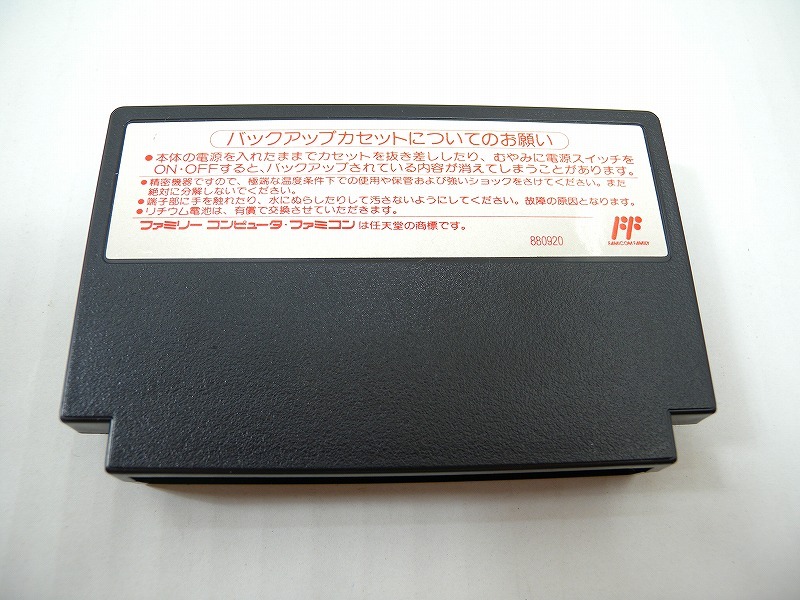 バックアップカセットについてのお願い
●本体の電源を入れたままでカセットを抜き差ししたり、むやみに電源スイッチを
ON・OFFすると、バックアップされている内容が消えてしまうことがあります。
●精密機器ですので、極端な温度条件下での使用や保管および強いショックをさけてください。また
絶対に分解しないでください。
●端子部に手を触れたり、水にぬらしたりして汚さないようにしてください。故障の原因となります。
●リチウム電池は、有償で交換させていただきます。
ファミリーコンピュータ・ファミコンは任天堂の商標です。
880920
FF
FAMICOM FAMILY